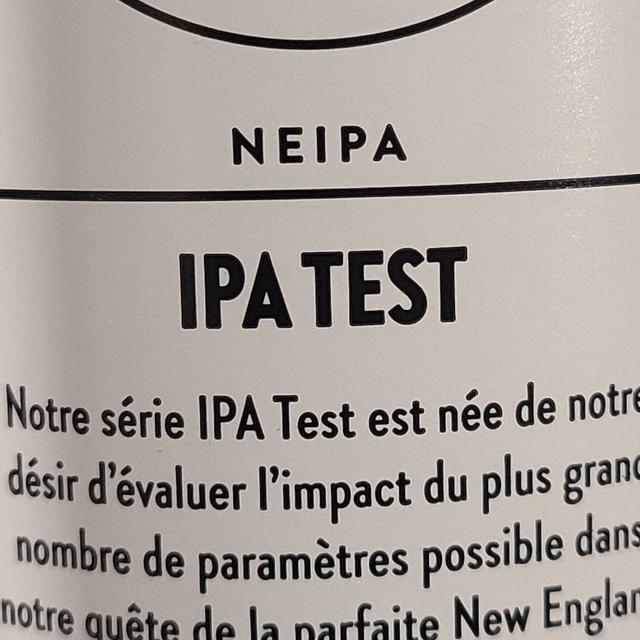 NEIPA
IPA TEST
Notre série IPA Test est née de notre
désir d'évaluer l'impact du plus grand
nombre de paramètres possible dans
notre quête de la parfaite New Englan